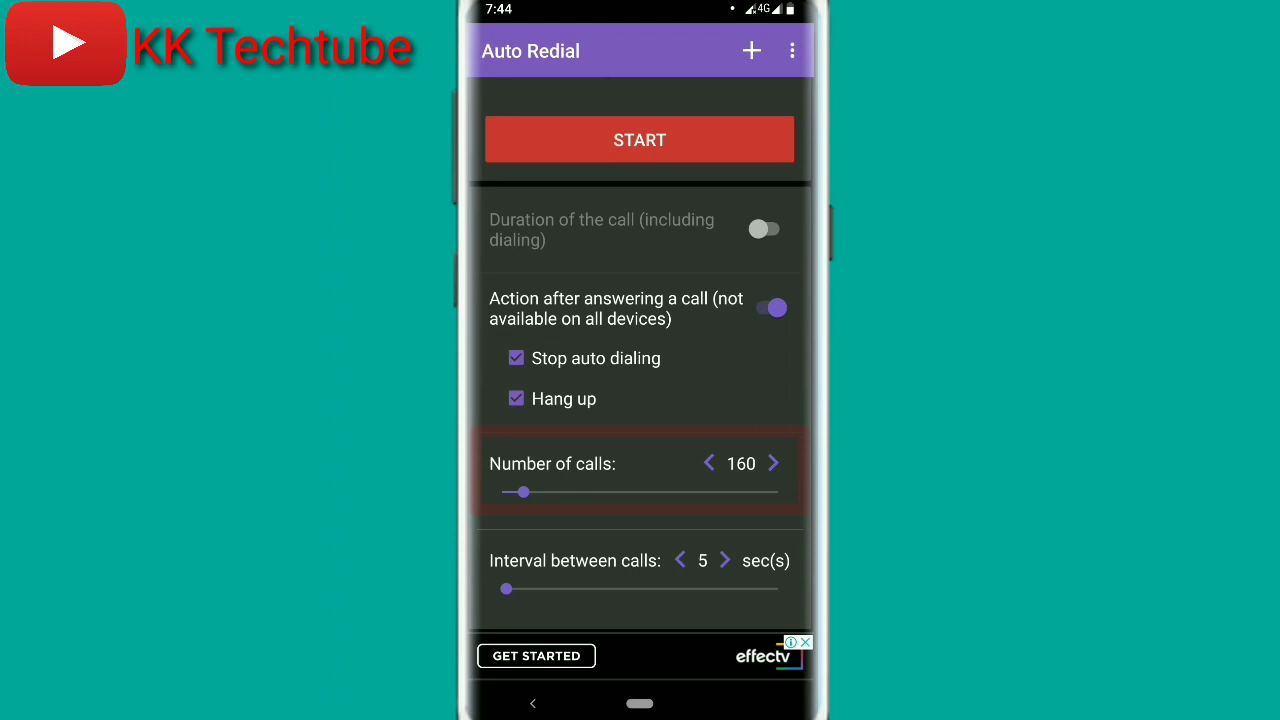 7:44
4G
KK Techtube
Auto Redial
START
Duration of the call (including
dialing)
Action after answering a call (not
available on all devices)
Stop auto dialing
Hang up
Number of calls:
160
Interval between calls:
5
sec(s)
GET STARTED
effectv